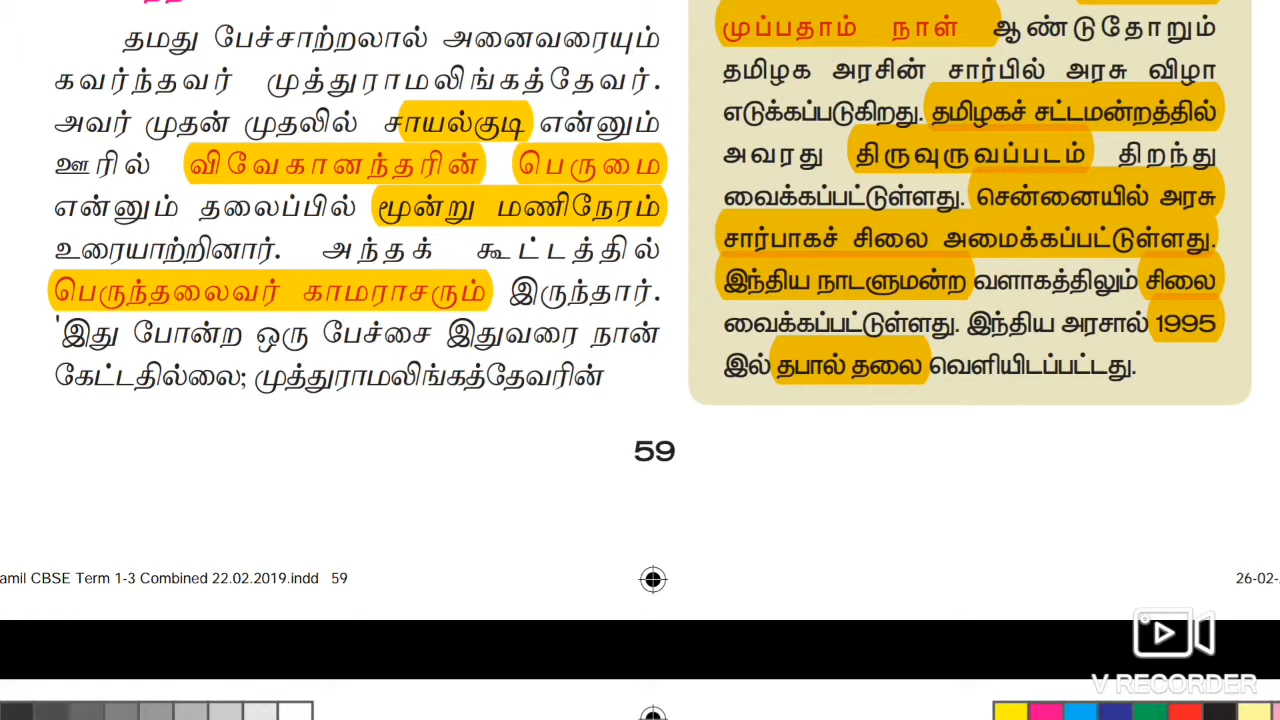 தமது பேச்சாற்றலால் அனைவரையும்
கவர்ந்தவர் முத்துராமலிங்கத்தேவர்.
அவர் முதன் முதலில் சாயல்குடி என்னும்
ஊரில் விவேகானந்தரின் பெருமை
என்னும் தலைப்பில் மூன்று மணிநேரம்
உரையாற்றினார். அந்தக் கூட்டத்தில்
பெருந்தலைவர் காமராசரும் இருந்தார்.
'இது போன்ற ஒரு பேச்சை இதுவரை நான்
கேட்டதில்லை; முத்துராமலிங்கத்தேவரின்
முப்பதாம் நாள் ஆண்டுதோறும்
தமிழக அரசின் சார்பில் அரசு விழா
எடுக்கப்படுகிறது. தமிழகச் சட்டமன்றத்தில்
அவரது திருவுருவப்படம் திறந்து
வைக்கப்பட்டுள்ளது. சென்னையில் அரசு
சார்பாகச் சிலை அமைக்கப்பட்டுள்ளது.
இந்திய நாடளுமன்ற வளாகத்திலும் சிலை
வைக்கப்பட்டுள்ளது. இந்திய அரசால் 1995
இல் தபால் தலை வெளியிடப்பட்டது.
59
amil CBSE Term 1-3 Combined 22.02.2019.indd 59
26-02-
V RECORDER